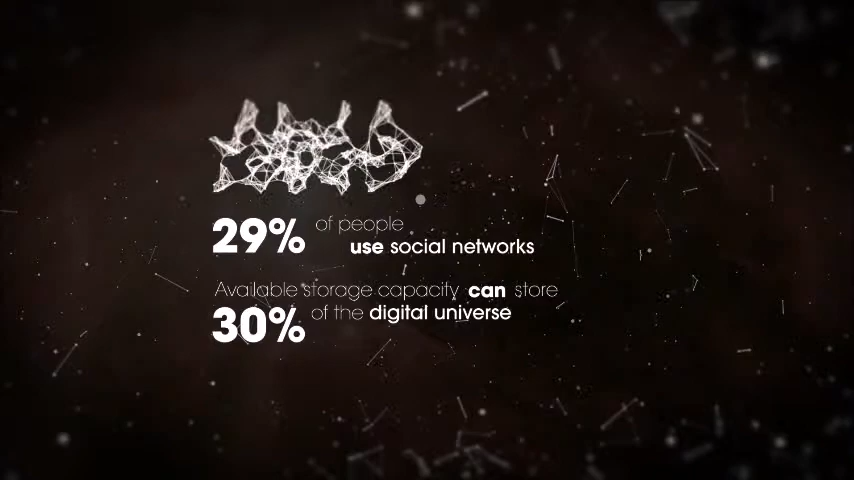 29% of people
use social networks
Available storage capacity can store
30% of the digital universe